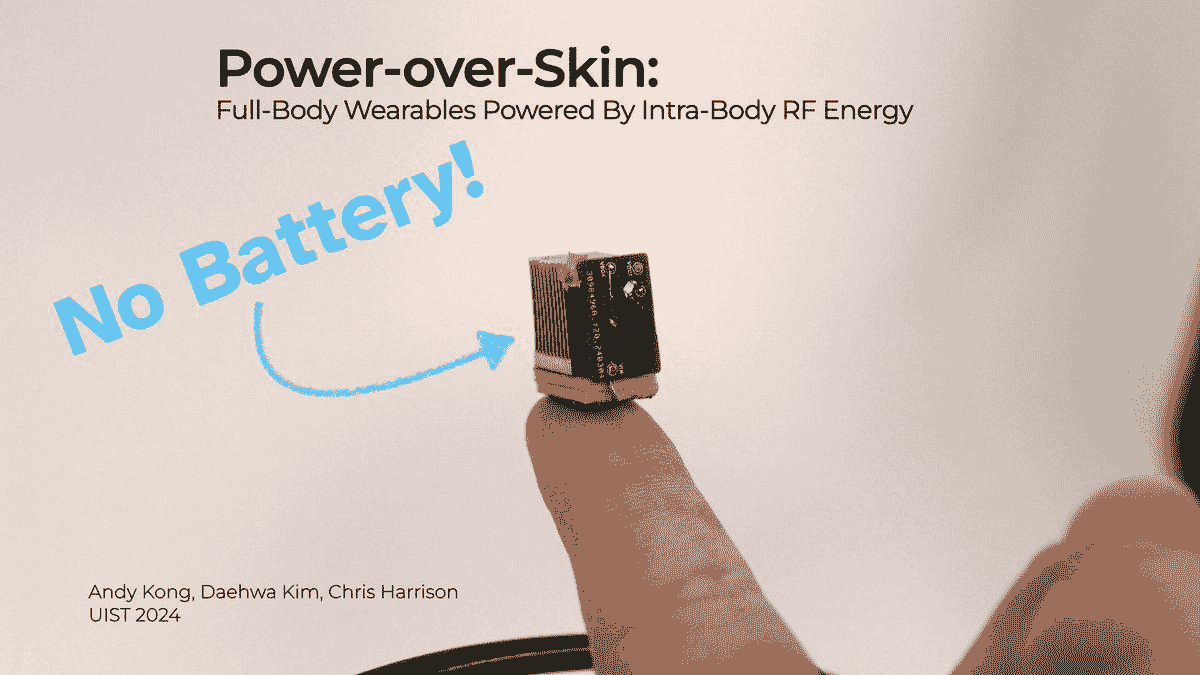 Power-over-Skin:
Full-Body Wearables Powered By Intra-Body RF Energy
No Battery!
Andy Kong, Daehwa Kim, Chris Harrison
UIST 2024